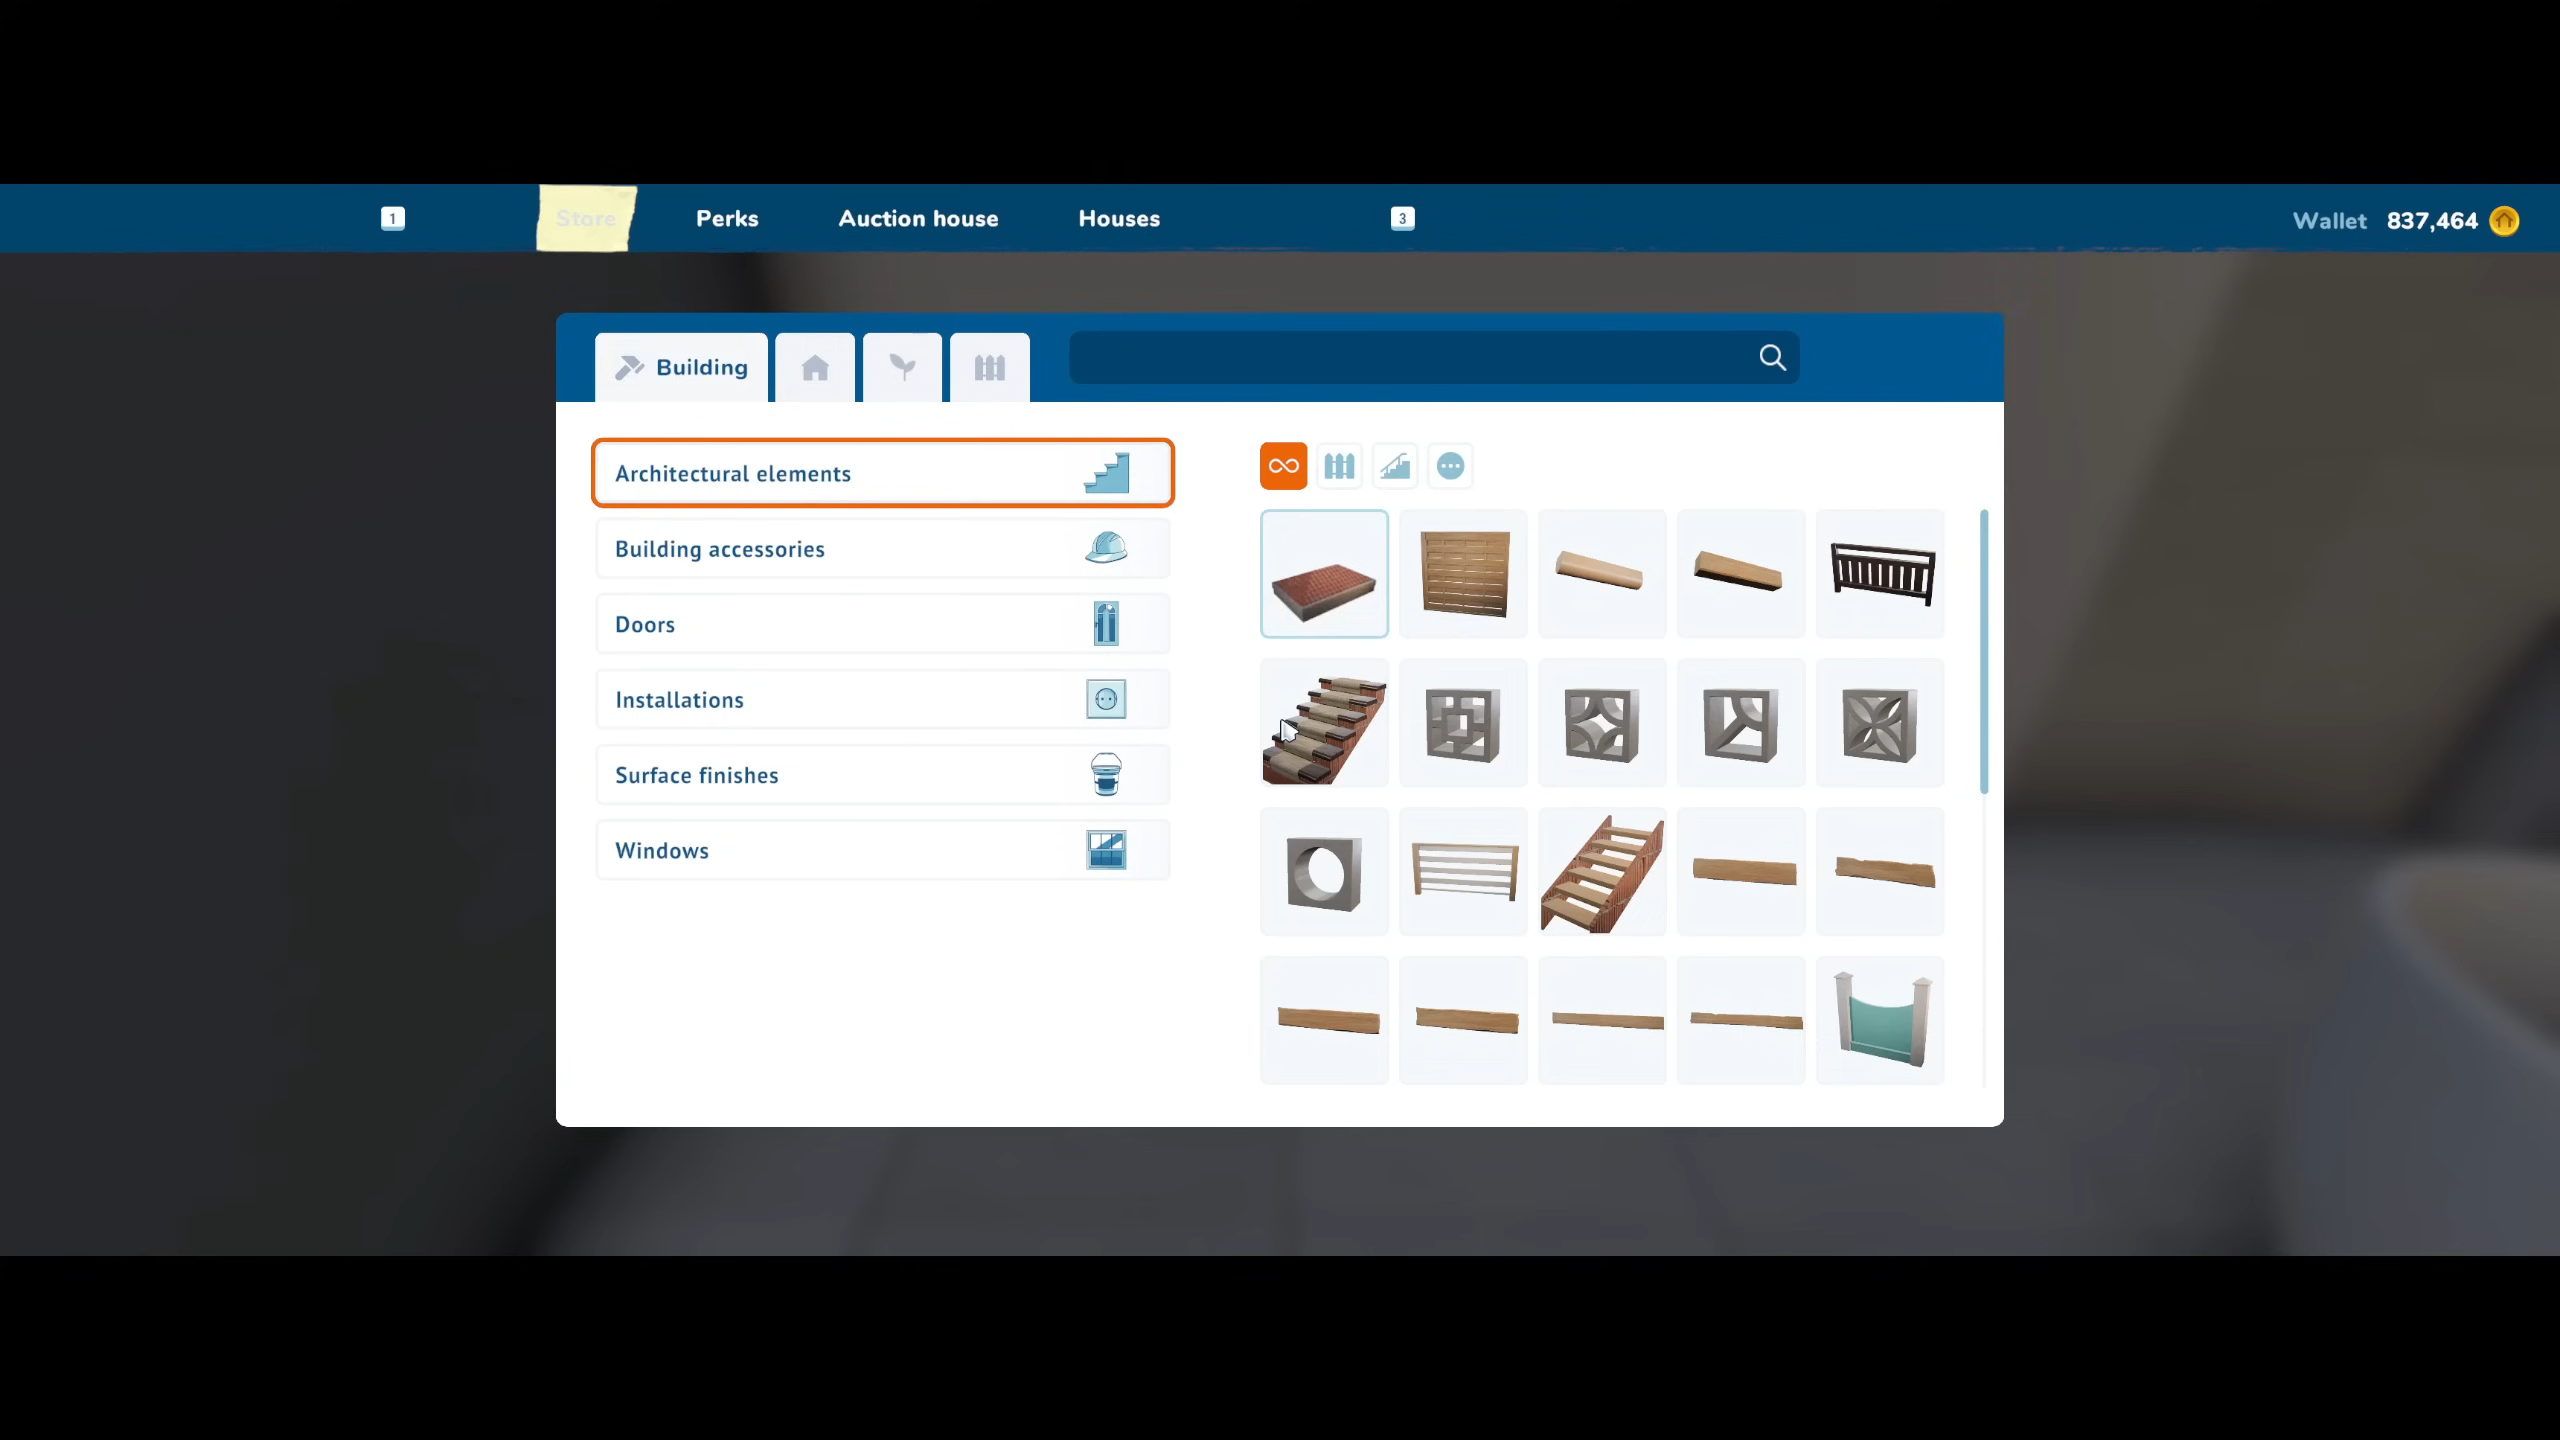 1
Store
Perks
Auction house
Houses
3
Wallet 837,464
Building
Architectural elements
Building accessories
Doors
Installations
Surface finishes
Windows